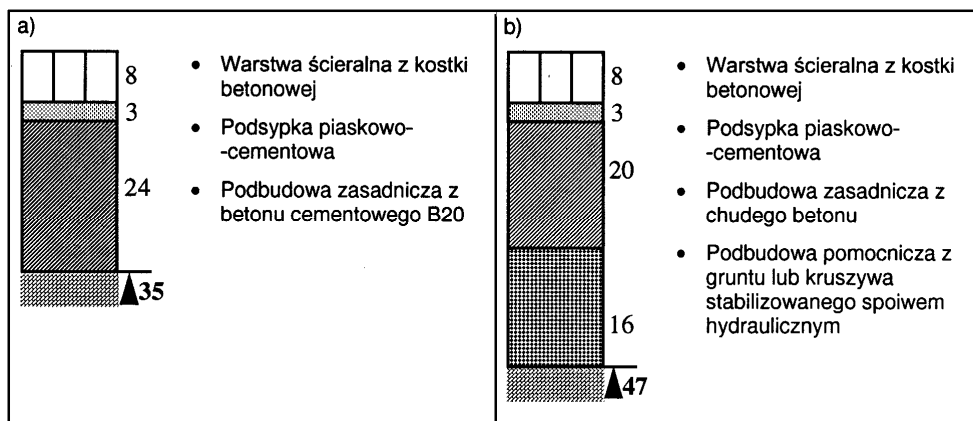 a)
8
3
24
35
• Warstwa ścieralna z kostki
betonowej
• Podsypka piaskowo-
-cementowa
• Podbudowa zasadnicza z
betonu cementowego B20
b)
8
3
20
16
47
• Warstwa ścieralna z kostki
betonowej
• Podsypka piaskowo-
-cementowa
• Podbudowa zasadnicza z
chudego betonu
• Podbudowa pomocnicza z
gruntu lub kruszywa
stabilizowanego spoiwem
hydraulicznym